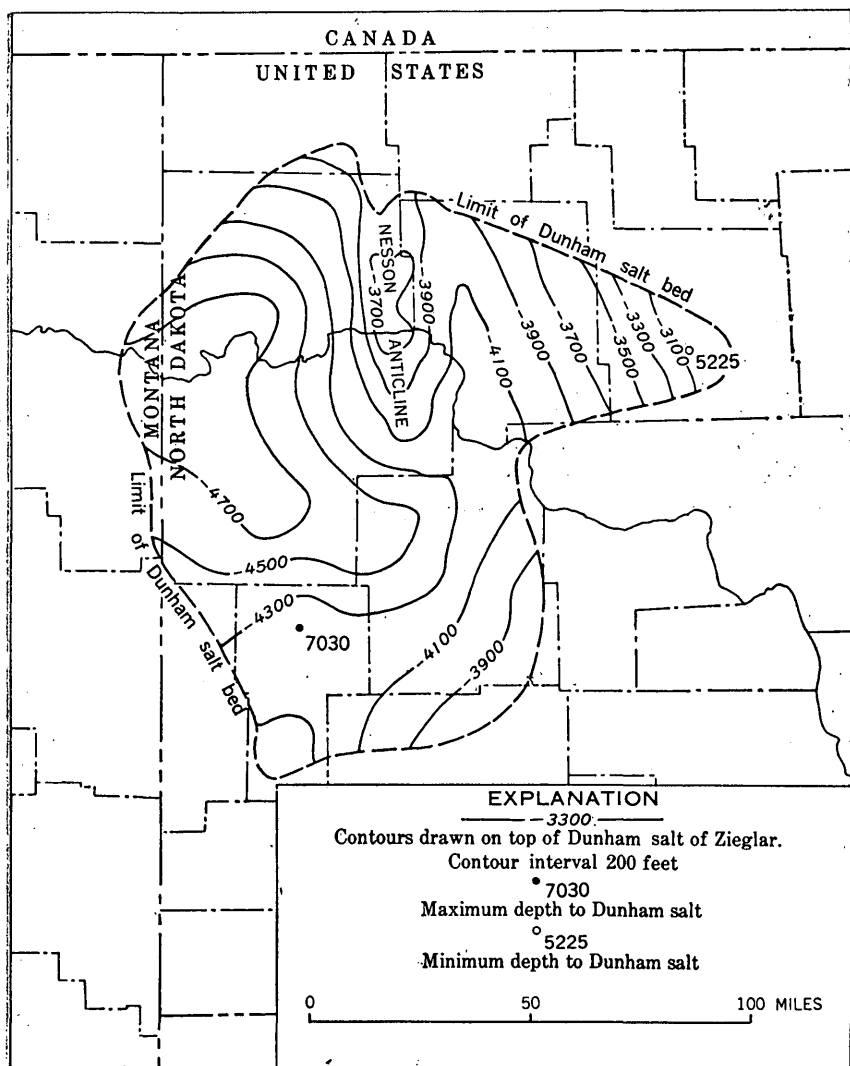 CANADA
UNITED STATES
Limit of Dunham salt bed
NESSON
ANTICLINE
-3700
-3900
-4100
-3900
-3700
-3500
-3300
-3100
5225
MONTANA
NORTH DAKOTA
-4700
Limit of Dunham salt bed
-4500
-4300
7030
-4100
-3900
EXPLANATION
-3300-
Contours drawn on top of Dunham salt of Zieglar.
Contour interval 200 feet
7030
Maximum depth to Dunham salt
5225
Minimum depth to Dunham salt
0 50 100 MILES